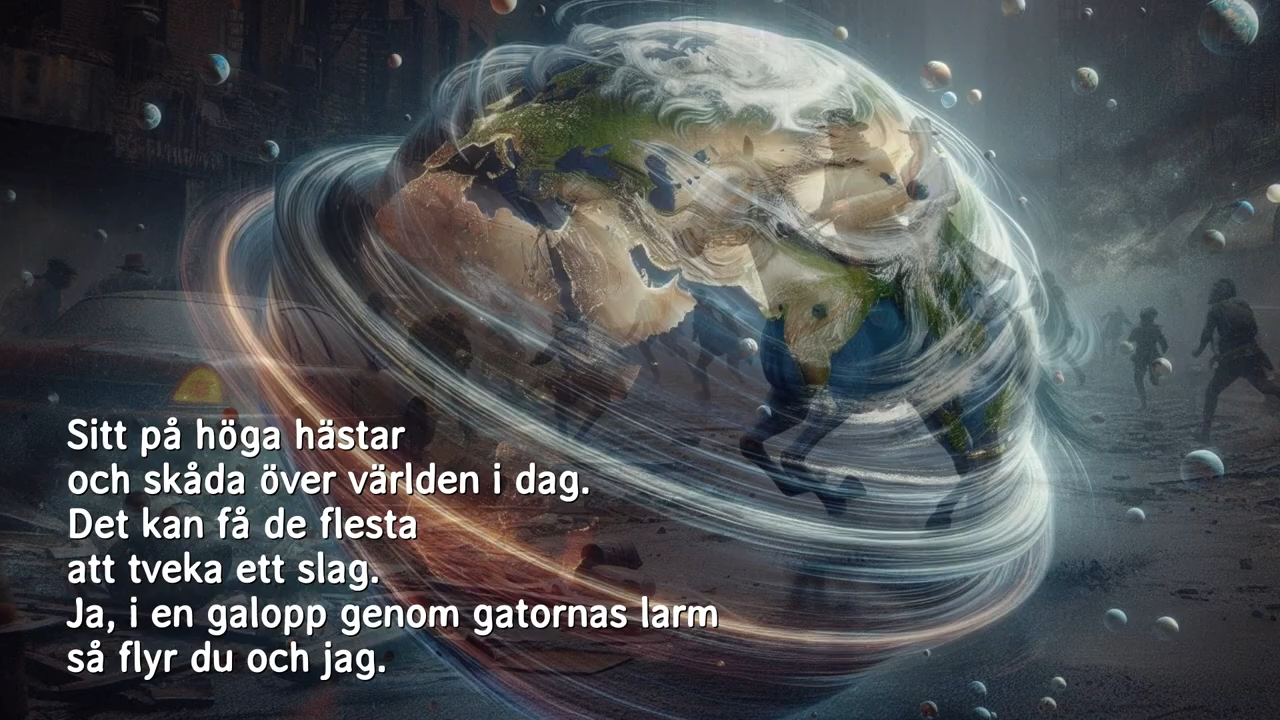 Sitt på höga hästar
och skåda över världen i dag.
Det kan få de flesta
att tveka ett slag.
Ja, i en galopp genom gatornas larm
så flyr du och jag.